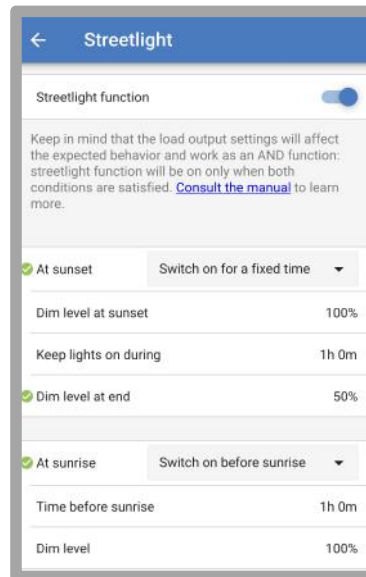 Streetlight
Streetlight function
Keep in mind that the load output settings will affect
the expected behavior and work as an AND function:
streetlight function will be on only when both
conditions are satisfied. Consult the manual to learn
more.
At sunset Switch on for a fixed time
Dim level at sunset 100%
Keep lights on during 1h 0m
Dim level at end 50%
At sunrise Switch on before sunrise
Time before sunrise 1h 0m
Dim level 100%